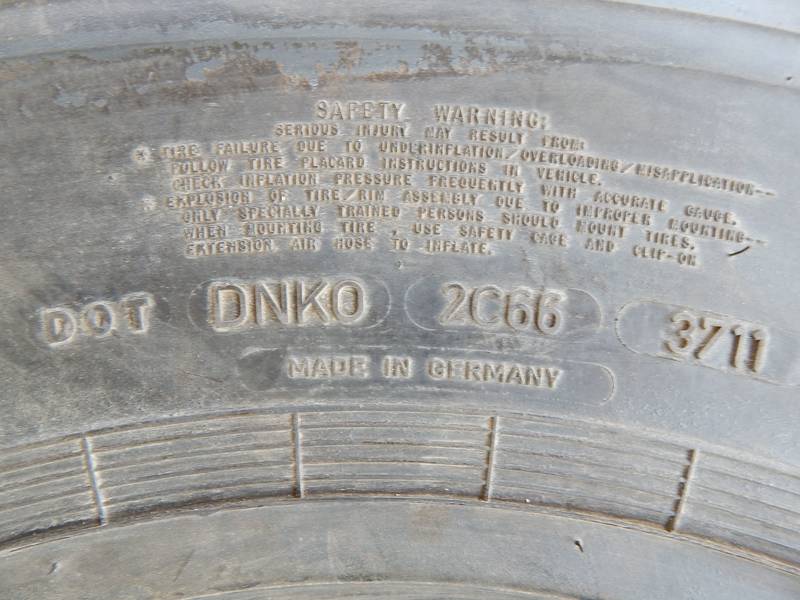 SAFETY WARNING:
SERIOUS INJURY MAY RESULT FROM:
* TIRE FAILURE DUE TO UNDERINFLATION/OVERLOADING/MISAPPLICATION--
FOLLOW TIRE PLACARD INSTRUCTIONS IN VEHICLE.
CHECK INFLATION PRESSURE FREQUENTLY WITH ACCURATE GAUGE.
* EXPLOSION OF TIRE/RIM ASSEMBLY DUE TO IMPROPER MOUNTING--
ONLY SPECIALLY TRAINED PERSONS SHOULD MOUNT TIRES.
WHEN MOUNTING TIRE, USE SAFETY CAGE AND CLIP-ON
EXTENSION AIR HOSE TO INFLATE.
DOT DNKO 2C66 3711
MADE IN GERMANY